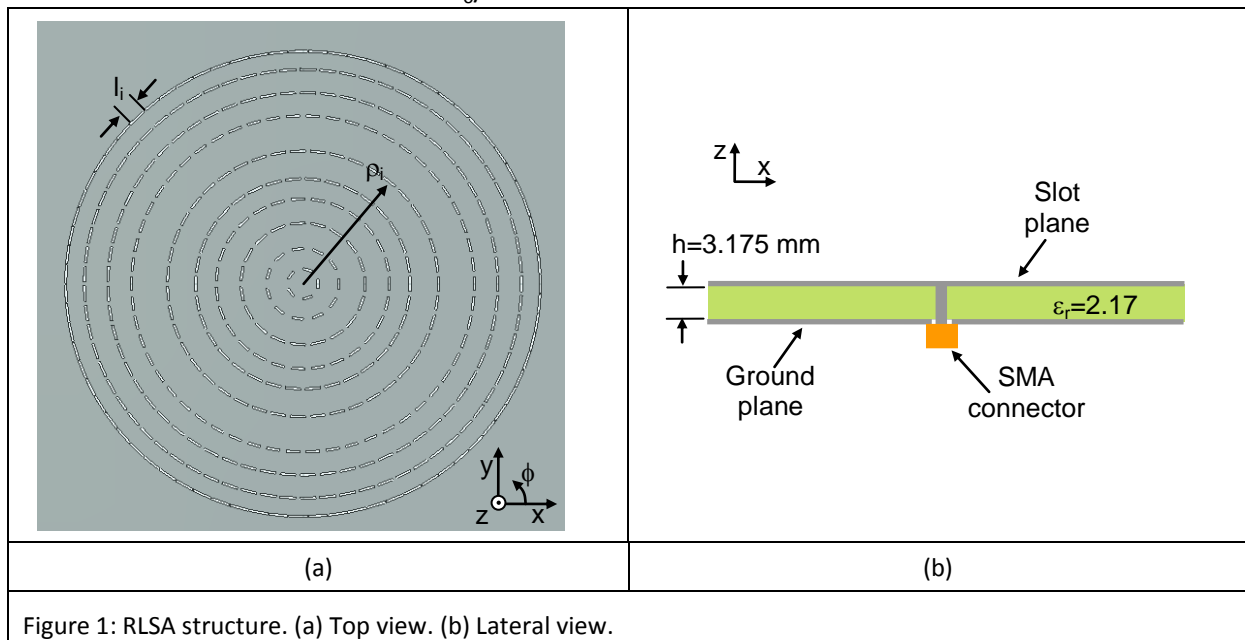 l_i
ρ_i
y
ϕ
z
x
z
x
Slot
plane
h=3.175 mm
ε_r=2.17
Ground
plane
SMA
connector
(a)
(b)
Figure 1: RLSA structure. (a) Top view. (b) Lateral view.